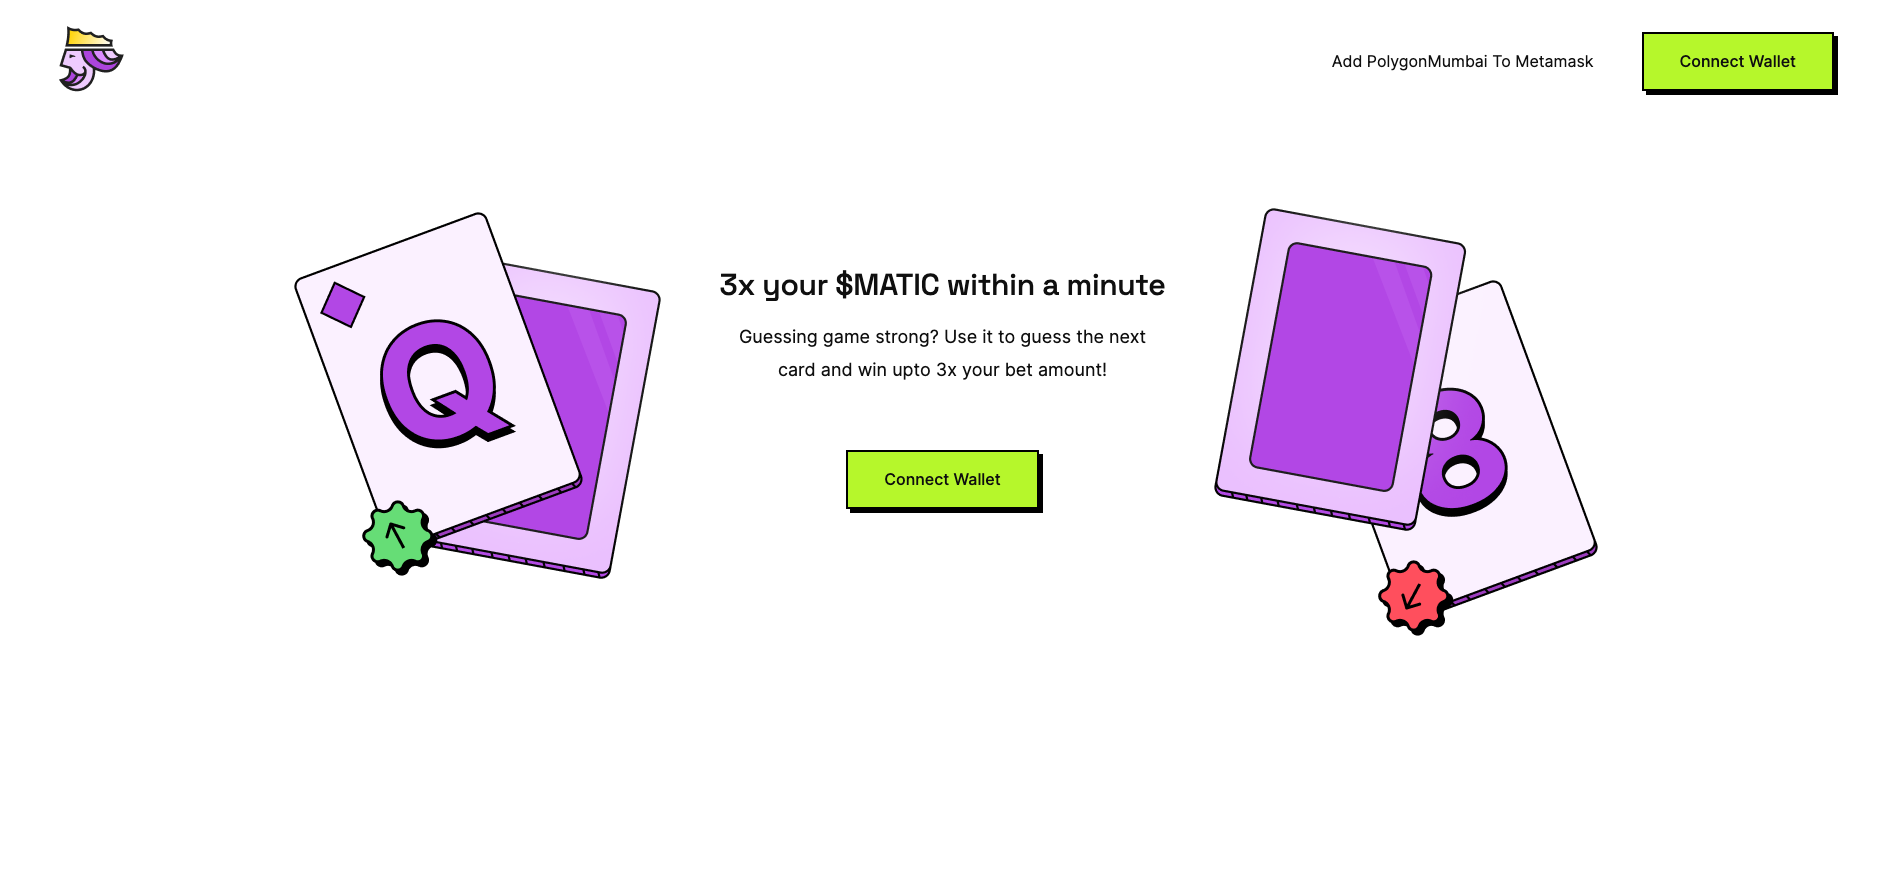 Add PolygonMumbai To Metamask
Connect Wallet
Q
3x your $MATIC within a minute
Guessing game strong? Use it to guess the next
card and win upto 3x your bet amount!
Connect Wallet
8